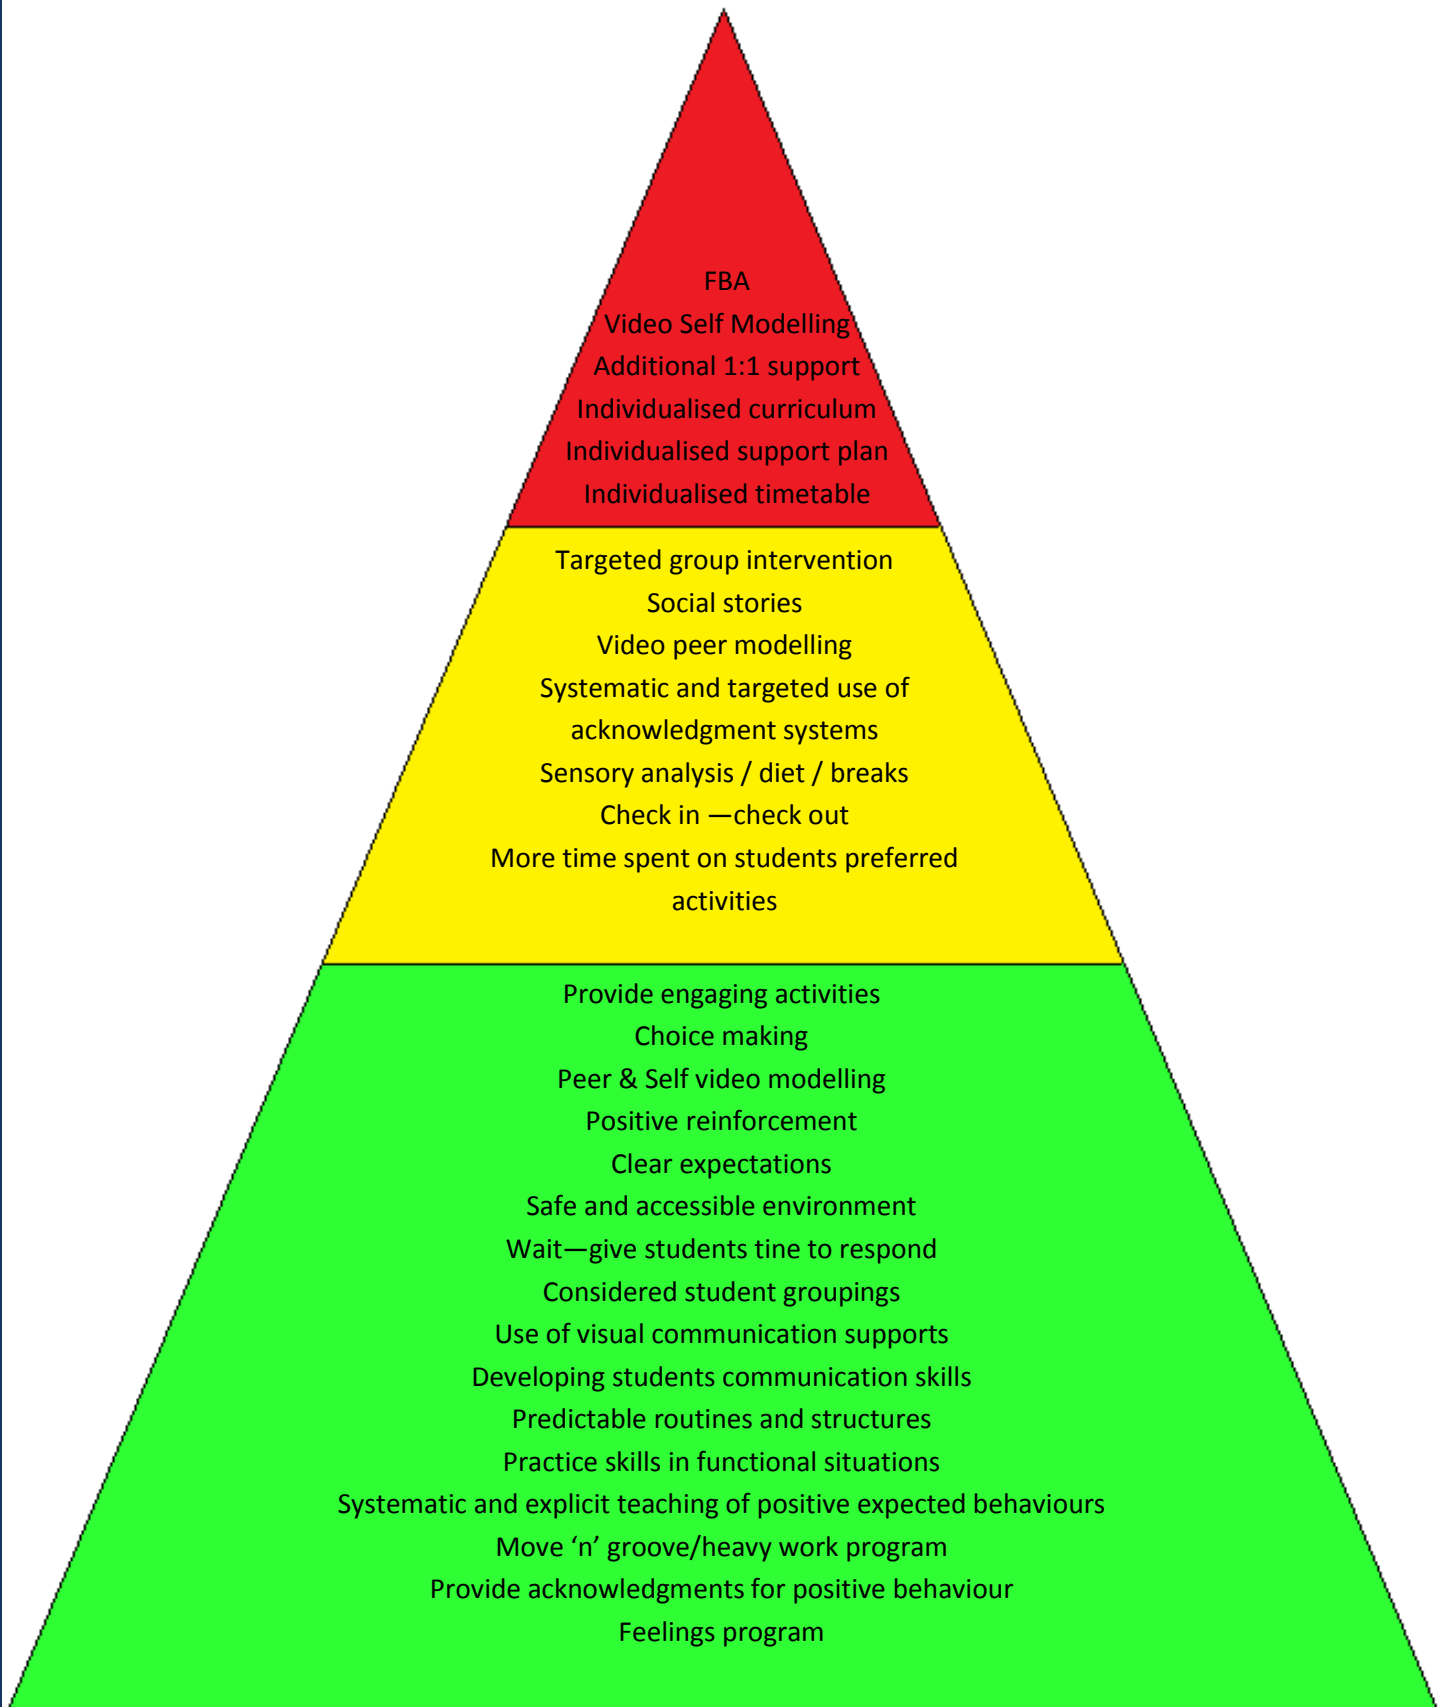 FBA
Video Self Modelling
Additional 1:1 support
Individualised curriculum
Individualised support plan
Individualised timetable
Targeted group intervention
Social stories
Video peer modelling
Systematic and targeted use of
acknowledgment systems
Sensory analysis / diet / breaks
Check in —check out
More time spent on students preferred
activities
Provide engaging activities
Choice making
Peer & Self video modelling
Positive reinforcement
Clear expectations
Safe and accessible environment
Wait—give students tine to respond
Considered student groupings
Use of visual communication supports
Developing students communication skills
Predictable routines and structures
Practice skills in functional situations
Systematic and explicit teaching of positive expected behaviours
Move ‘n’ groove/heavy work program
Provide acknowledgments for positive behaviour
Feelings program